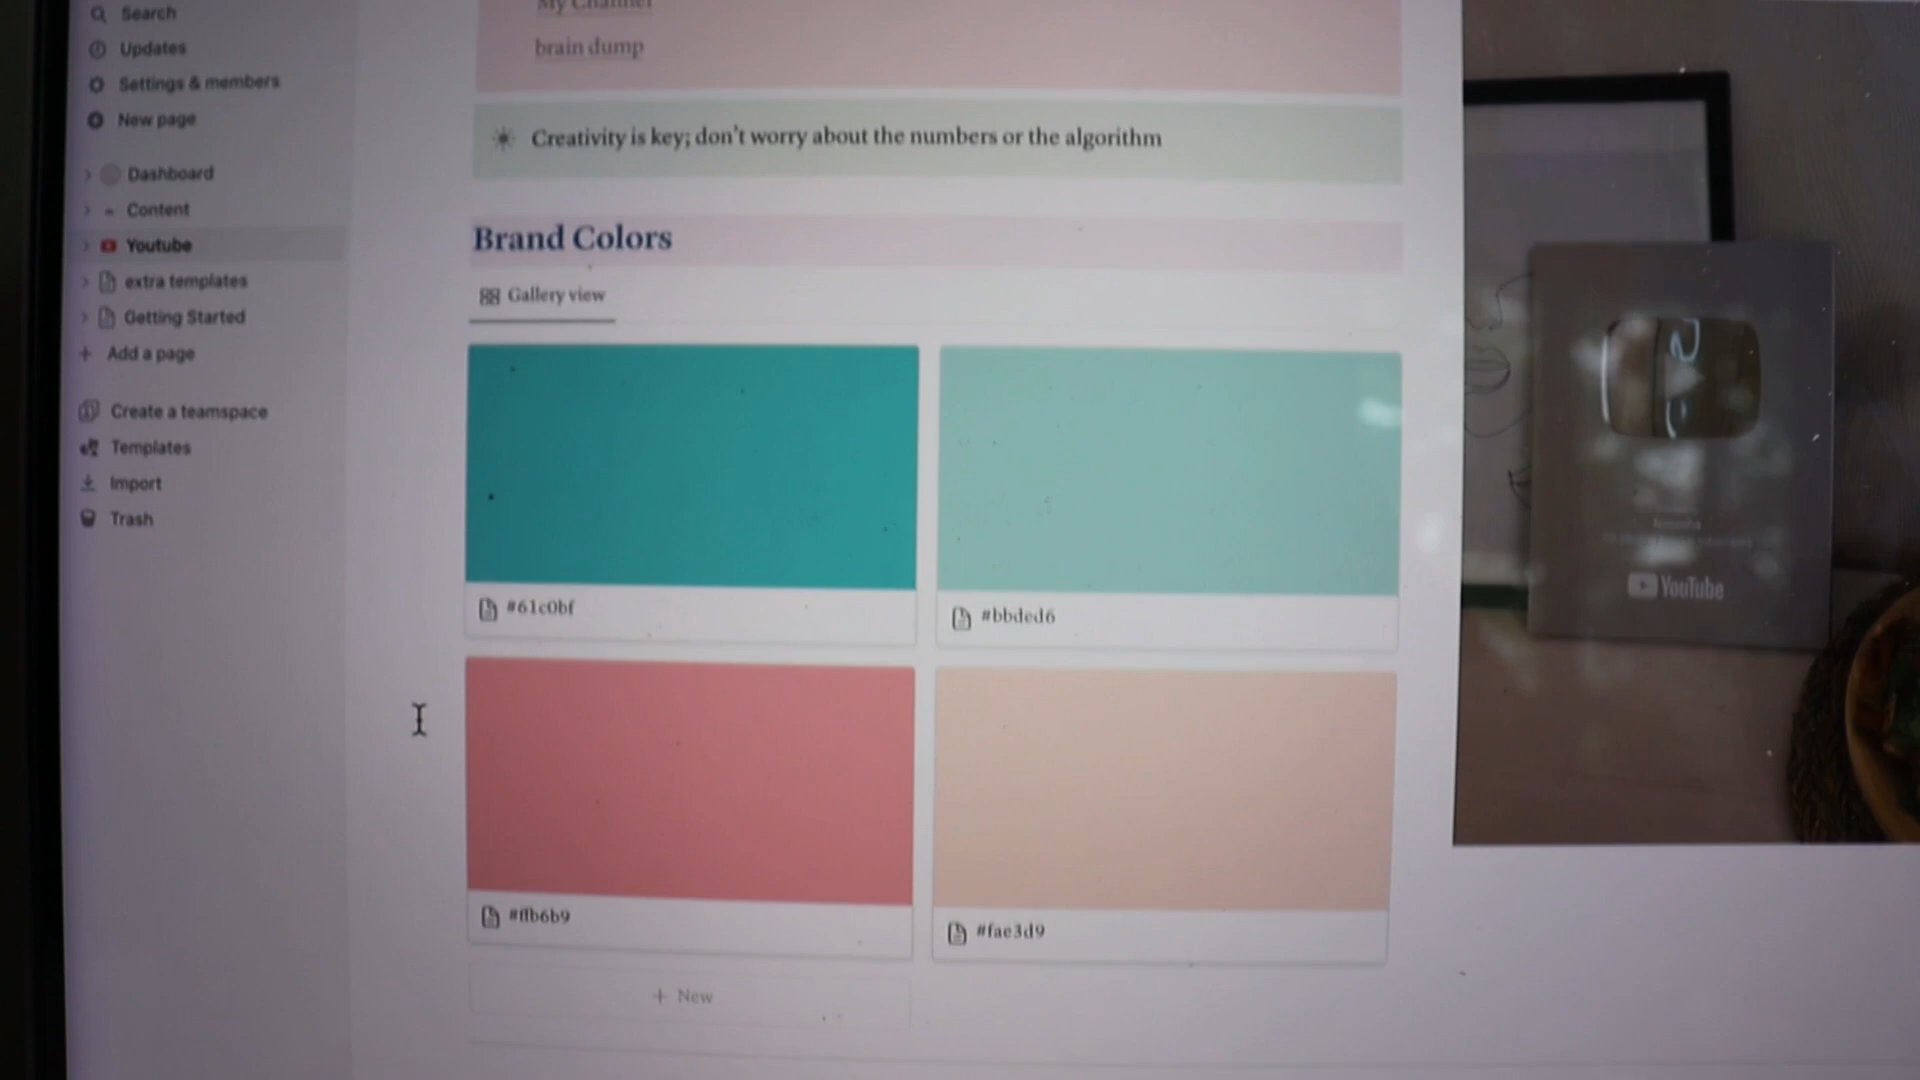 Search
Updates
Settings & members
New page
Dashboard
Content
Youtube
extra templates
Getting Started
Add a page
Create a teamspace
Templates
Import
Trash
My Channel
brain dump
Creativity is key; don't worry about the numbers or the algorithm
Brand Colors
Gallery view
#61c0bf
#bbded6
#ffb6b9
#fae3d9
+ New
YouTube